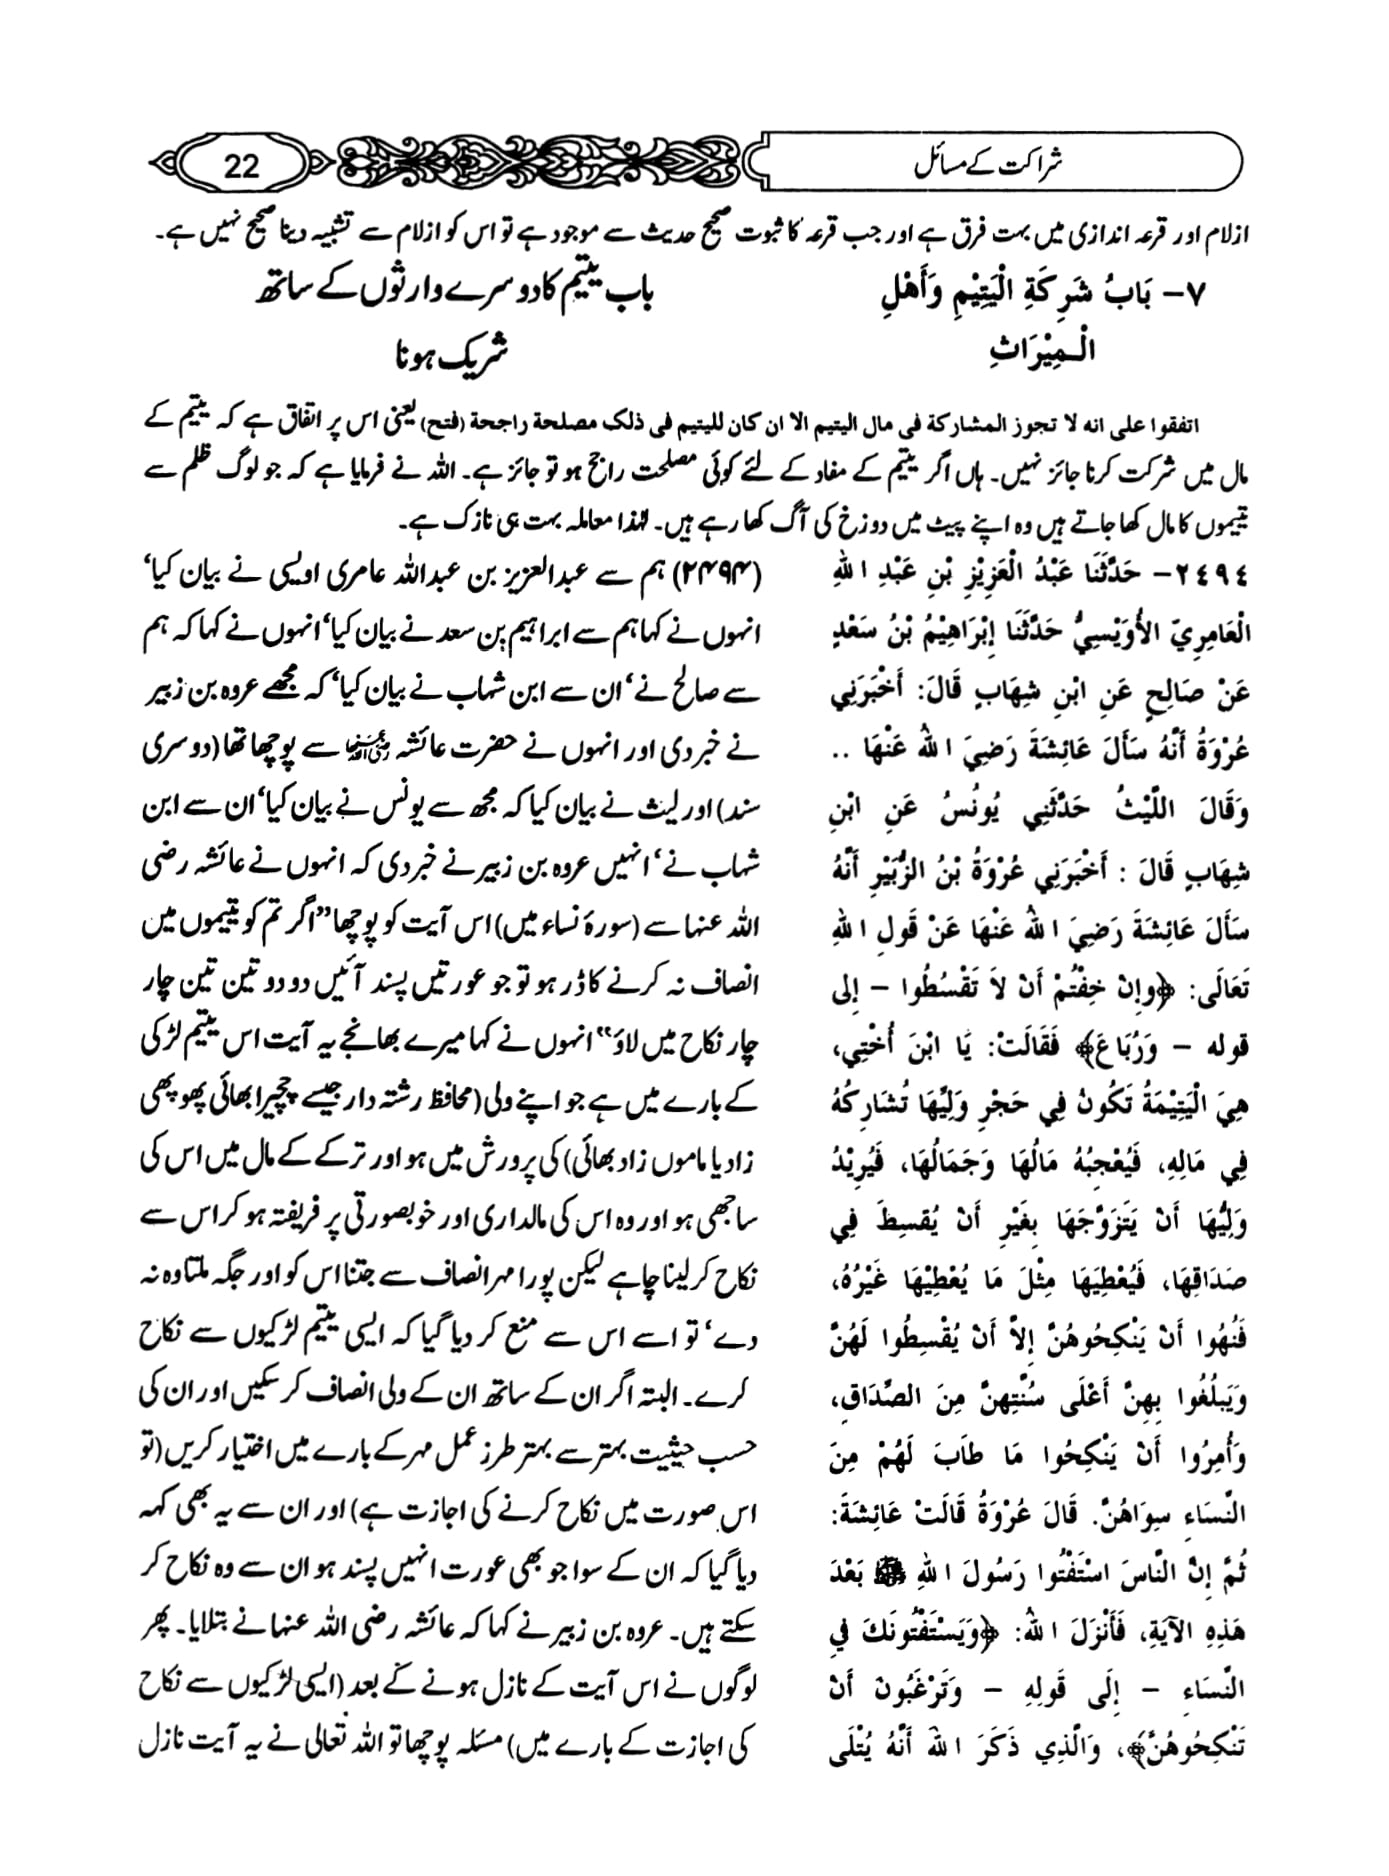 شراکت کے مسائل
22
ازلام اور قرعہ اندازی میں بہت فرق ہے اور جب قرعہ کا ثبوت صحیح حدیث سے موجود ہے تو اس کو ازلام سے تشبیہ دینا صحیح نہیں ہے۔
٧- بَابُ شَرِكَةِ الْيَتِيْمِ وَأَهْلِ
الْـمِيْرَاثِ
باب یتیم کا دوسرے وارثوں کے ساتھ
شریک ہونا
اتفقوا علی انه لا تجوز المشاركة فی مال الیتیم الا ان كان للیتیم فی ذلک مصلحة راجحة (فتح) یعنی اس پر اتفاق ہے کہ یتیم کے
مال میں شرکت کرنا جائز نہیں۔ ہاں اگر یتیم کے مفاد کے لئے کوئی مصلحت راجح ہو تو جائز ہے۔ اللہ نے فرمایا ہے کہ جو لوگ ظلم سے
یتیموں کا مال کھا جاتے ہیں وہ اپنے پیٹ میں دوزخ کی آگ کھا رہے ہیں۔ لہٰذا معاملہ بہت ہی نازک ہے۔
٢٤٩٤- حَدَّثَنَا عَبْدُ الْعَزِيْزِ بْنِ عَبْدِ اللهِ
الْعَامِرِيّ الأُوَيْسِيُّ حَدَّثَنَا إِبْرَاهِيْمُ بْنُ سَعْدٍ
عَنْ صَالِحٍ عَنِ ابْنِ شِهَابٍ قَالَ: أَخْبَرَنِي
عُرْوَةُ أَنَّهُ سَأَلَ عَائِشَةَ رَضِيَ اللهُ عَنْهَا ..
وَقَالَ اللَّيْثُ حَدَّثَنِي يُونُسُ عَنِ ابْنِ
شِهَابٍ قَالَ : أَخْبَرَنِي عُرْوَةُ بْنُ الزُّبَيْرِ أَنَّهُ
سَأَلَ عَائِشَةَ رَضِيَ اللهُ عَنْهَا عَنْ قَولِ اللهِ
تَعَالَى: ﴿وإنْ خِفْتُمْ أَنْ لاَ تَقْسُطُوا – إلى
قوله – وَرُبَاعَ﴾ فَقَالَتْ: يَا ابْنَ أُخْتِي،
هِيَ الْيَتِيْمَةُ تَكُونُ فِي حَجْرِ وَلِيِّهَا تُشَارِكُهُ
فِي مَالِهِ، فَيُعْجِبُهُ مَالُهَا وَجَمَالُهَا، فَيُرِيْدُ
وَلِيُّهَا أَنْ يَتَزَوَّجَهَا بِغَيْرِ أَنْ يُقسِطَ فِي
صَدَاقِهَا، فَيُعْطِيَهَا مِثْلَ مَا يُعْطِيْهَا غَيْرُهُ،
فَنُهُوا أَنْ يَنْكِحُوهُنَّ إِلاَّ أَنْ يُقْسِطُوا لَهُنَّ
وَيَبلُغُوا بِهِنَّ أَعْلَى سُنَّتِهِنَّ مِنَ الصَّدَاقِ،
وَأُمِرُوا أَنْ يَنْكِحُوا مَا طَابَ لَهُمْ مِنَ
النِّسَاءِ سِوَاهُنَّ. قَالَ عُرْوَةُ قَالَتْ عَائِشَةَ:
ثُمَّ إِنَّ النَّاسَ اسْتَفْتُوا رَسُولَ اللهِ ﷺ بَعْدَ
هَذِهِ الآيَةِ، فَأَنْزَلَ اللهُ: ﴿وَيَسْتَفْتُونَكَ فِي
النِّسَاءِ – إِلَى قَولِهِ – وَتَرْغَبُونَ أَنْ
تَنْكِحُوهُنَّ﴾، وَالَّذِي ذَكَرَ اللهُ أَنَّهُ يُتْلَى
(۲۴۹۴) ہم سے عبدالعزیز بن عبداللہ عامری اویسی نے بیان کیا‘
انہوں نے کہا ہم سے ابراہیم بن سعد نے بیان کیا‘ انہوں نے کہا کہ ہم
سے صالح نے‘ ان سے ابن شہاب نے بیان کیا‘ کہ مجھے عروہ بن زبیر
نے خبر دی اور انہوں نے حضرت عائشہ رضی اللہ عنہا سے پوچھا تھا (دوسری
سند) اور لیث نے بیان کیا کہ مجھ سے یونس نے بیان کیا‘ ان سے ابن
شہاب نے‘ انہیں عروہ بن زبیر نے خبر دی کہ انہوں نے عائشہ رضی
اللہ عنہا سے (سورۂ نساء میں) اس آیت کو پوچھا ”اگر تم کو یتیموں میں
انصاف نہ کرنے کا ڈر ہو تو جو عورتیں پسند آئیں دو دو تین تین چار
چار نکاح میں لاؤ“ انہوں نے کہا میرے بھانجے یہ آیت اس یتیم لڑکی
کے بارے میں ہے جو اپنے ولی (محافظ رشتہ دار جیسے چچیرا بھائی پھوپھی
زاد یا ماموں زاد بھائی) کی پرورش میں ہو اور ترکے کے مال میں اس کی
ساجھی ہو اور وہ اس کی مالداری اور خوبصورتی پر فریفتہ ہو کر اس سے
نکاح کر لینا چاہے لیکن پورا مہر انصاف سے جتنا اس کو اور جگہ ملتا وہ نہ
دے‘ تو اسے اس سے منع کر دیا گیا کہ ایسی یتیم لڑکیوں سے نکاح
کرے۔ البتہ اگر ان کے ساتھ ان کے ولی انصاف کر سکیں اور ان کی
حسب حیثیت بہتر سے بہتر طرز عمل مہر کے بارے میں اختیار کریں (تو
اس صورت میں نکاح کرنے کی اجازت ہے) اور ان سے یہ بھی کہہ
دیا گیا کہ ان کے سوا جو بھی عورت انہیں پسند ہو ان سے وہ نکاح کر
سکتے ہیں۔ عروہ بن زبیر نے کہا کہ عائشہ رضی اللہ عنہا نے بتلایا۔ پھر
لوگوں نے اس آیت کے نازل ہونے کے بعد (ایسی لڑکیوں سے نکاح
کی اجازت کے بارے میں) مسئلہ پوچھا تو اللہ تعالی نے یہ آیت نازل